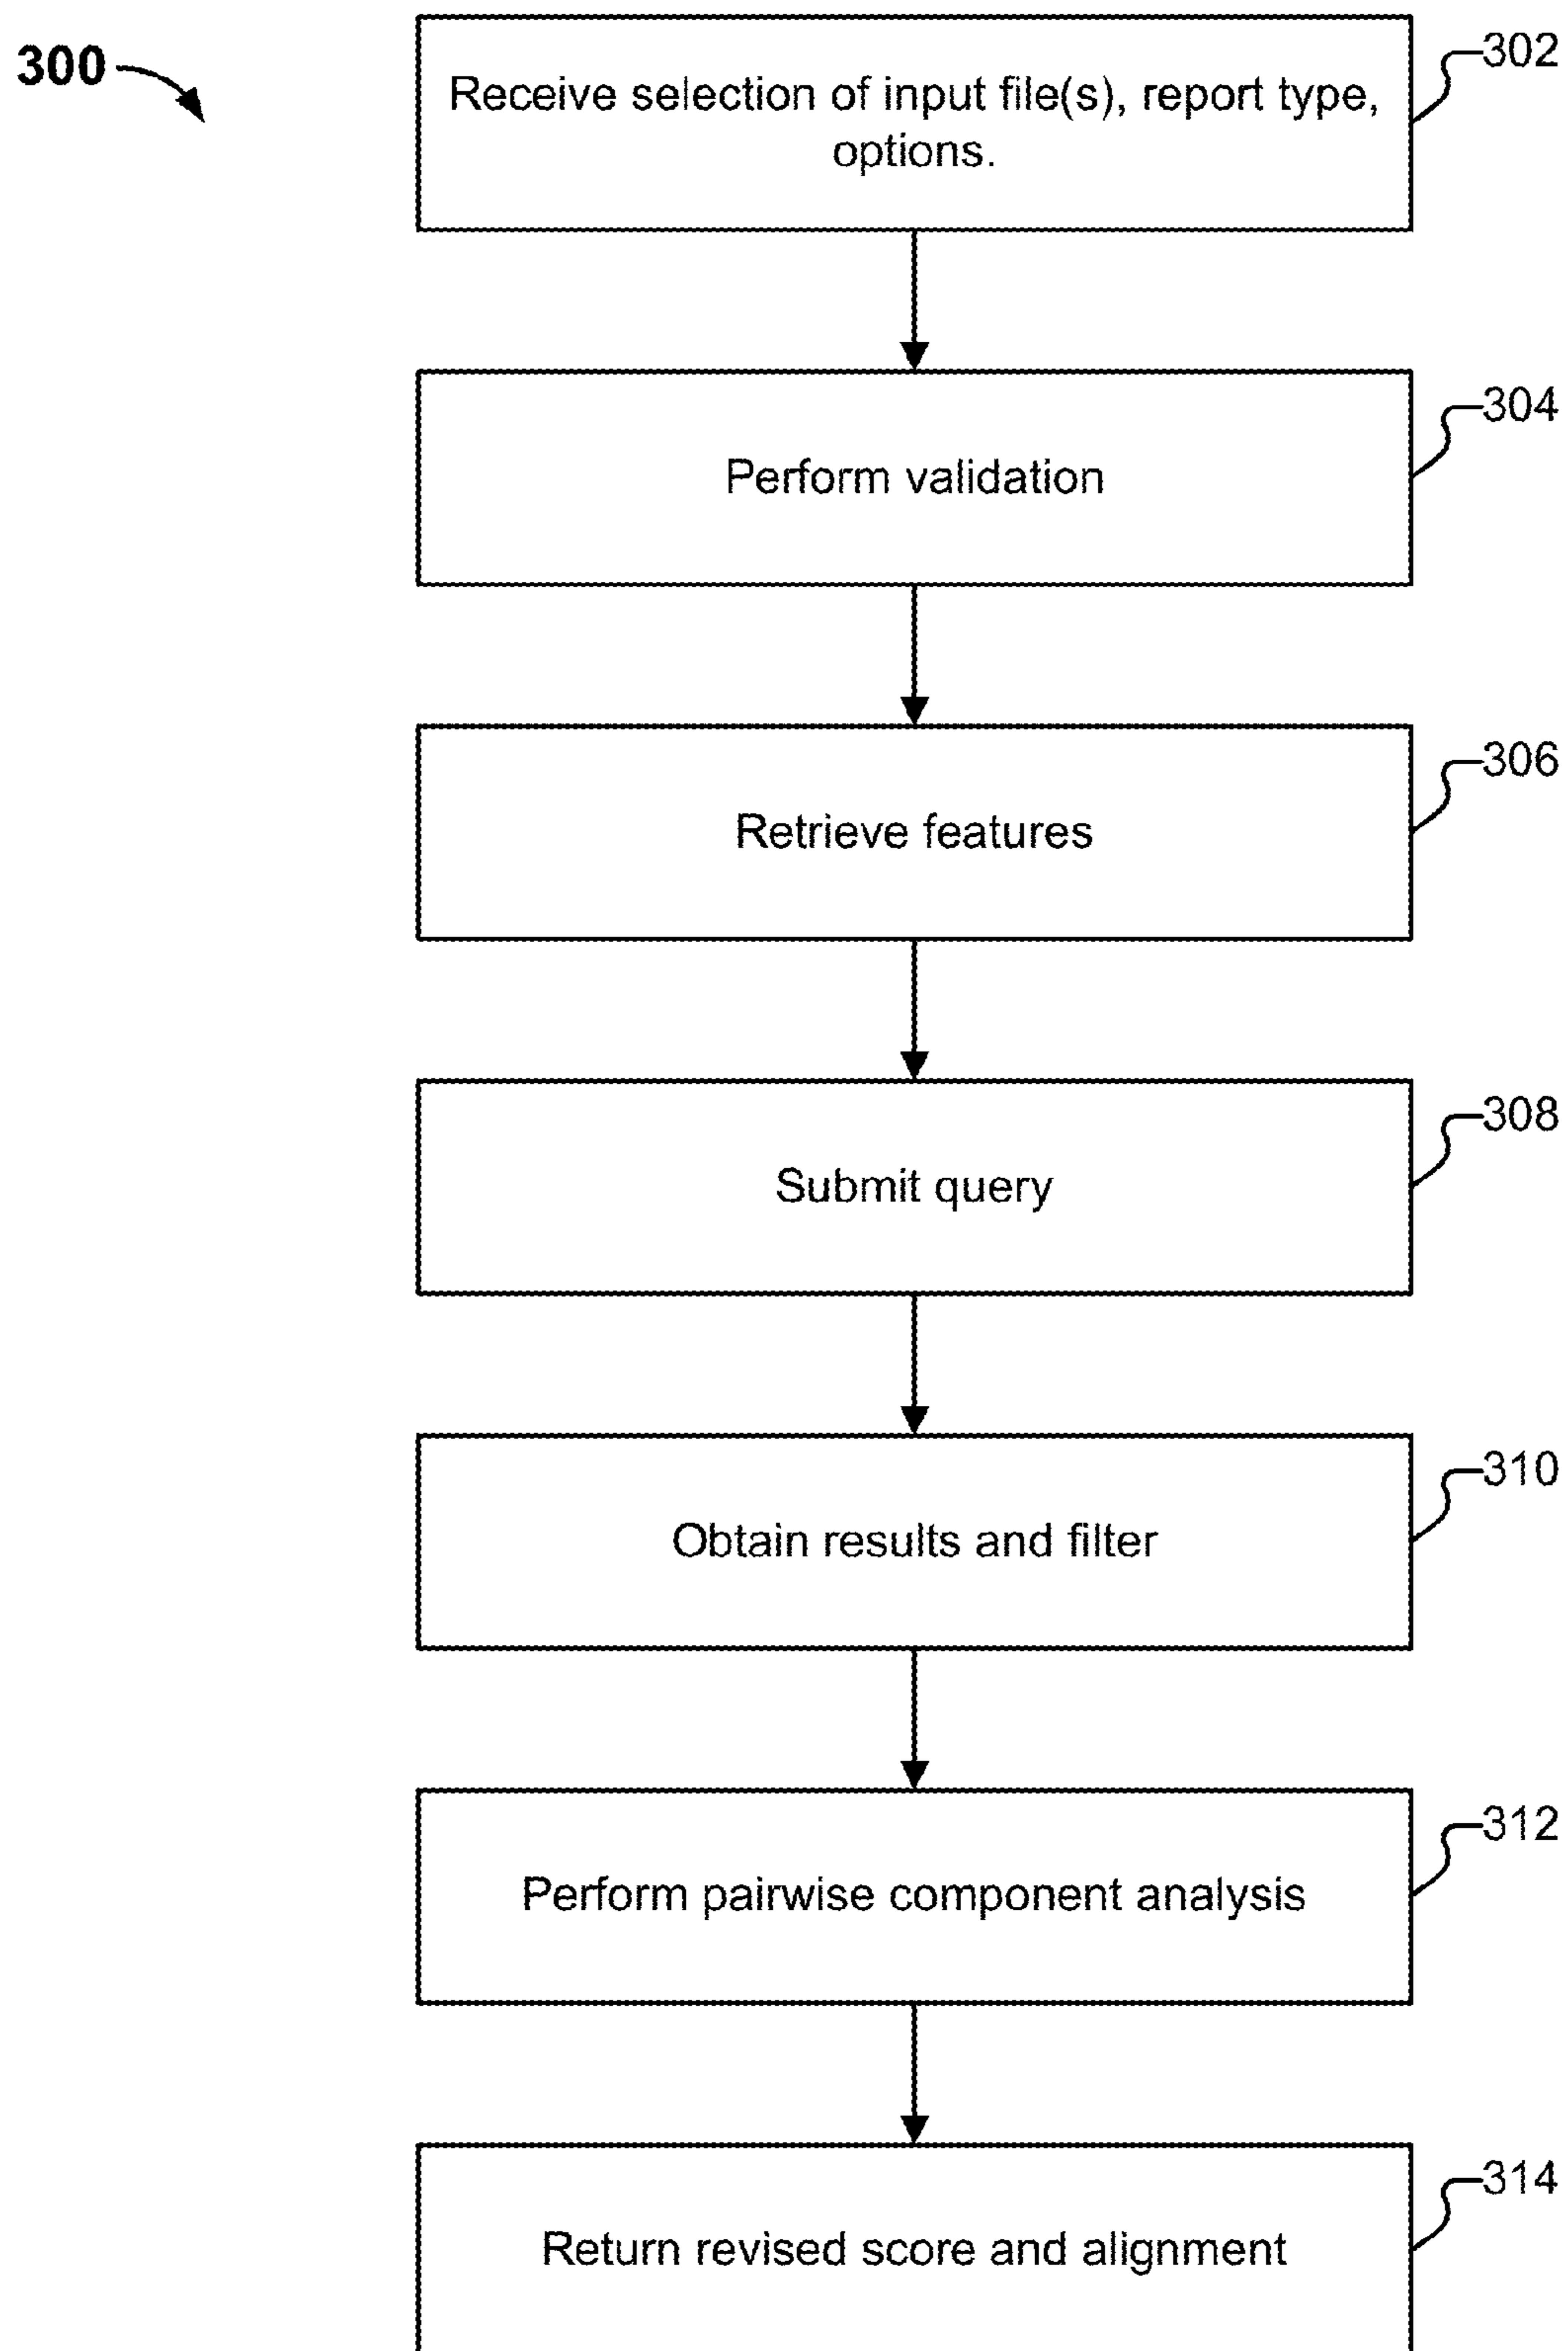 300
302
Receive selection of input file(s), report type,
options.
304
Perform validation
306
Retrieve features
308
Submit query
310
Obtain results and filter
312
Perform pairwise component analysis
314
Return revised score and alignment